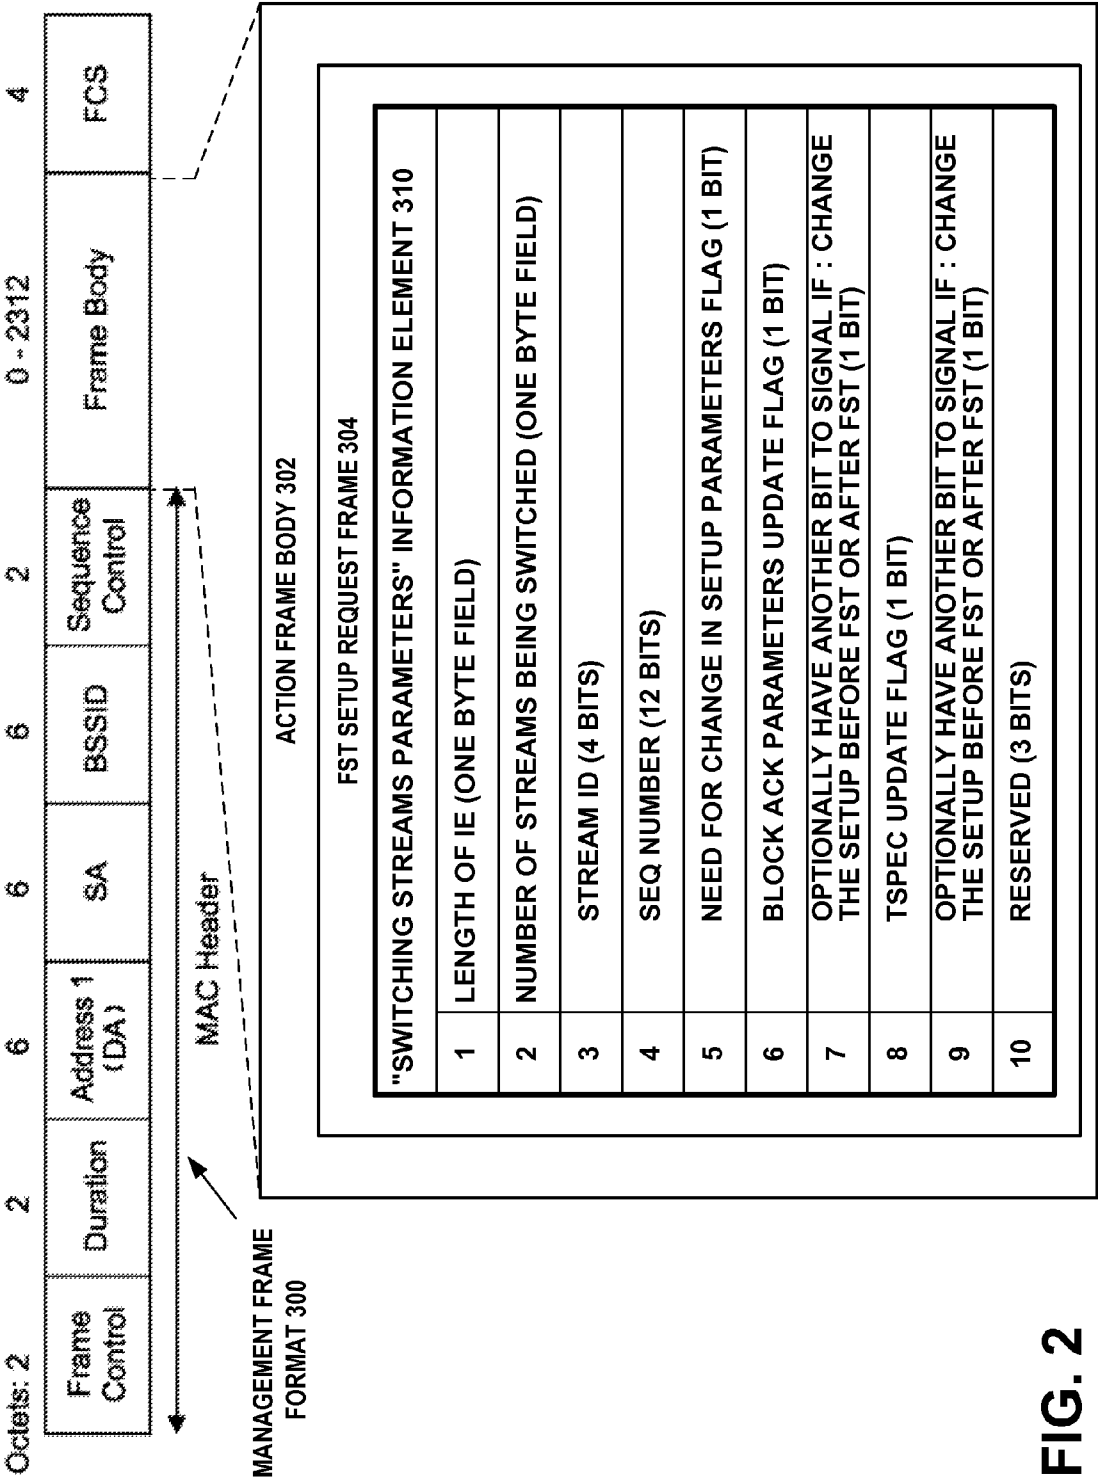 Octets: 2 2 6 6 6 2 0 - 2312 4
Frame Control
Duration
Address 1 (DA)
SA
BSSID
Sequence Control
Frame Body
FCS
MAC Header
MANAGEMENT FRAME
FORMAT 300
ACTION FRAME BODY 302
FST SETUP REQUEST FRAME 304
"SWITCHING STREAMS PARAMETERS" INFORMATION ELEMENT 310
1 LENGTH OF IE (ONE BYTE FIELD)
2 NUMBER OF STREAMS BEING SWITCHED (ONE BYTE FIELD)
3 STREAM ID (4 BITS)
4 SEQ NUMBER (12 BITS)
5 NEED FOR CHANGE IN SETUP PARAMETERS FLAG (1 BIT)
6 BLOCK ACK PARAMETERS UPDATE FLAG (1 BIT)
7 OPTIONALLY HAVE ANOTHER BIT TO SIGNAL IF : CHANGE
THE SETUP BEFORE FST OR AFTER FST (1 BIT)
8 TSPEC UPDATE FLAG (1 BIT)
9 OPTIONALLY HAVE ANOTHER BIT TO SIGNAL IF : CHANGE
THE SETUP BEFORE FST OR AFTER FST (1 BIT)
10 RESERVED (3 BITS)
FIG. 2